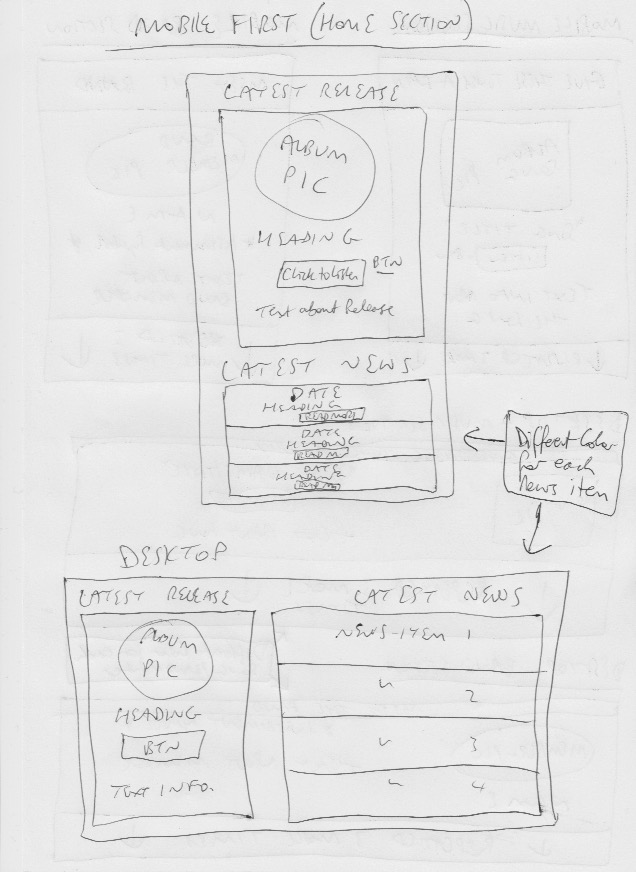 MOBILE FIRST (HOME SECTION)
LATEST RELEASE
ALBUM
PIC
HEADING
Click to listen BTN
Text about Release
LATEST NEWS
DATE
HEADING
READ MORE
DATE
HEADING
READ M
DATE
HEADING
READ M
Different Color
for each
News item
DESKTOP
LATEST RELEASE
ALBUM
PIC
HEADING
BTN
TEXT INFO.
LATEST NEWS
NEWS-ITEM 1
" 2
" 3
" 4